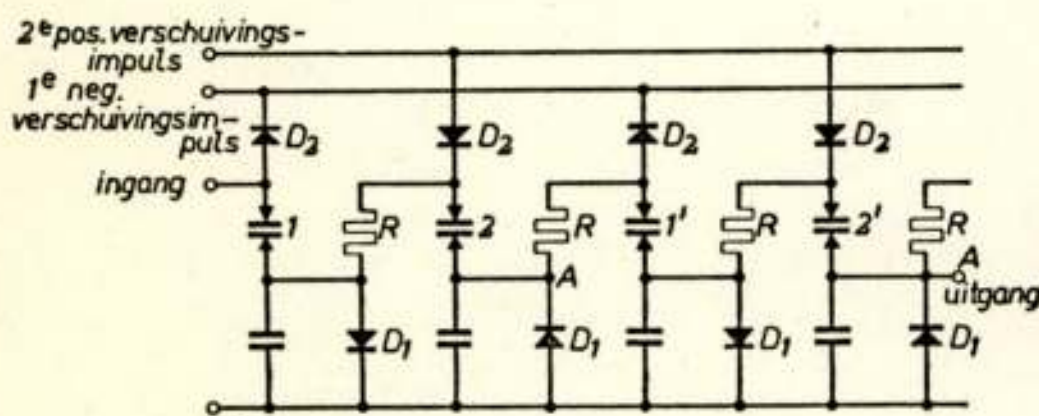 2e pos. verschuivings-
impuls
1e neg.
verschuivingsim-
puls
ingang
D2 D2 D2 D2
1 R 2 R 1' R 2' R
A A
uitgang
D1 D1 D1 D1